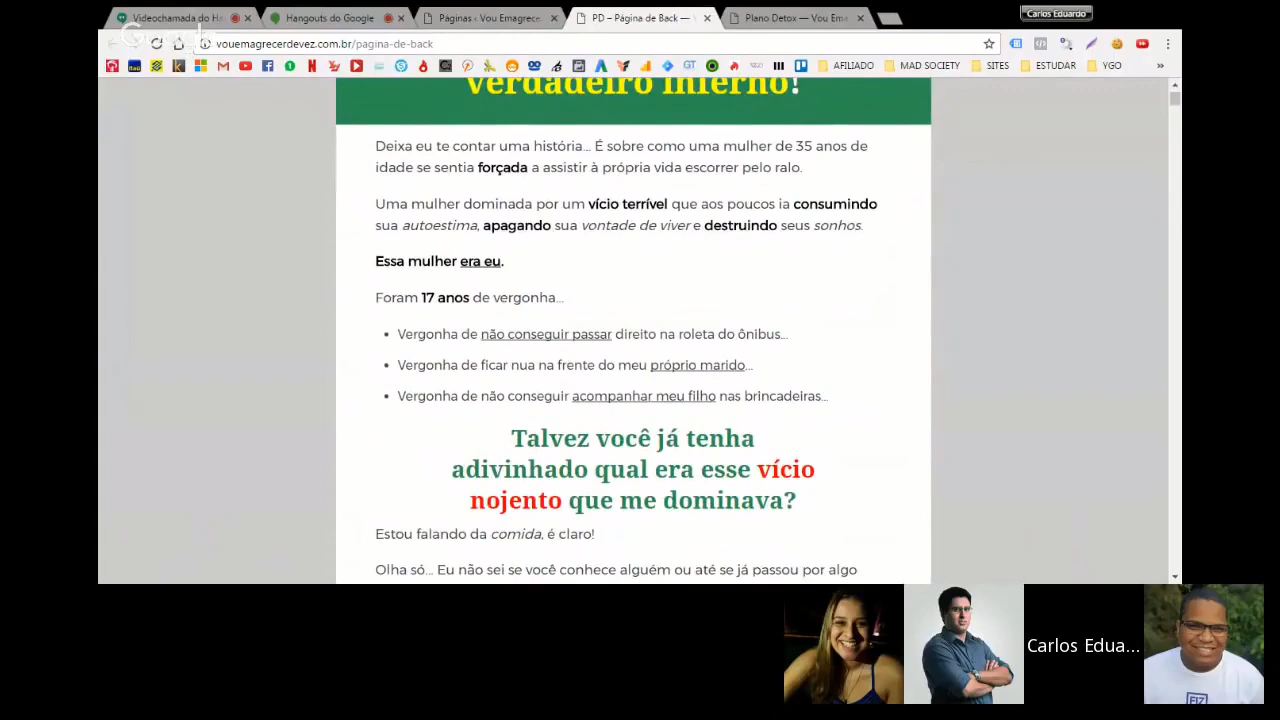 Carlos Eduardo
Videochamada do Ha
Hangouts do Google
Páginas ‹ Vou Emagrece
PD – Página de Back —
Plano Detox — Vou Ema
vouemagrecerdevez.com.br/pagina-de-back
AFILIADO
MAD SOCIETY
SITES
ESTUDAR
YGO
verdadeiro inferno!
Deixa eu te contar uma história... É sobre como uma mulher de 35 anos de
idade se sentia forçada a assistir à própria vida escorrer pelo ralo.
Uma mulher dominada por um vício terrível que aos poucos ia consumindo
sua autoestima, apagando sua vontade de viver e destruindo seus sonhos.
Essa mulher era eu.
Foram 17 anos de vergonha...
• Vergonha de não conseguir passar direito na roleta do ônibus...
• Vergonha de ficar nua na frente do meu próprio marido...
• Vergonha de não conseguir acompanhar meu filho nas brincadeiras...
Talvez você já tenha
adivinhado qual era esse vício
nojento que me dominava?
Estou falando da comida, é claro!
Olha só... Eu não sei se você conhece alguém ou até se já passou por algo
Carlos Edua...
FIZ